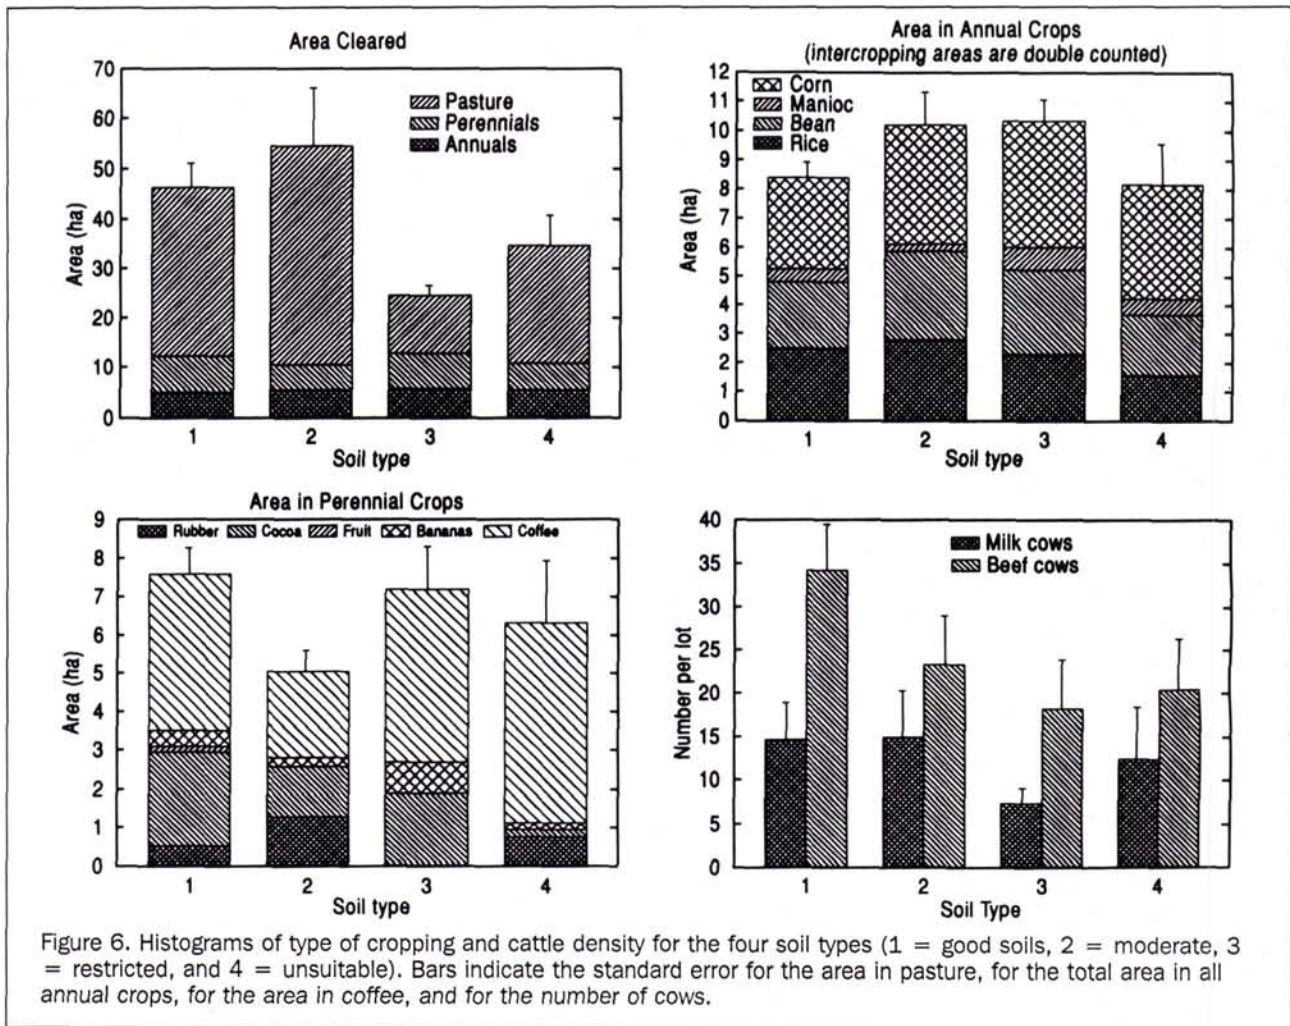 Area Cleared
70
60
50
40
30
20
10
0
Area (ha)
Pasture
Perennials
Annuals
1 2 3 4
Soil type
Area in Annual Crops
(intercropping areas are double counted)
12
11
10
9
8
7
6
5
4
3
2
1
0
Area (ha)
Corn
Manioc
Bean
Rice
1 2 3 4
Soil type
Area in Perennial Crops
Rubber Cocoa Fruit Bananas Coffee
9
8
7
6
5
4
3
2
1
0
Area (ha)
1 2 3 4
Soil type
40
35
30
25
20
15
10
5
0
Number per lot
Milk cows
Beef cows
1 2 3 4
Soil Type
Figure 6. Histograms of type of cropping and cattle density for the four soil types (1 = good soils, 2 = moderate, 3
= restricted, and 4 = unsuitable). Bars indicate the standard error for the area in pasture, for the total area in all
annual crops, for the area in coffee, and for the number of cows.